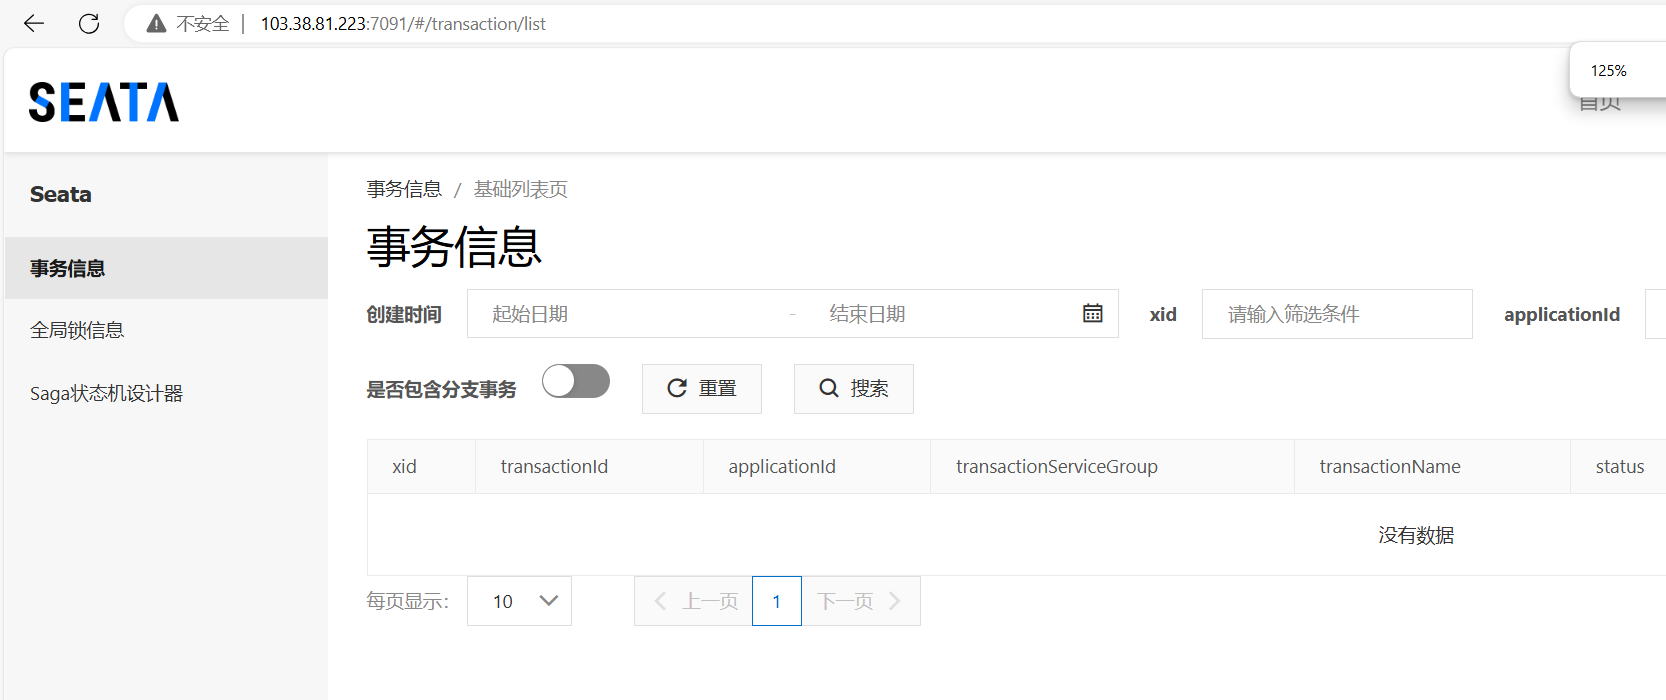 不安全 | 103.38.81.223:7091/#/transaction/list
125%
SEATA
首页
Seata
事务信息
全局锁信息
Saga状态机设计器
事务信息 / 基础列表页
事务信息
创建时间 起始日期 - 结束日期 xid 请输入筛选条件 applicationId
是否包含分支事务 重置 搜索
xid transactionId applicationId transactionServiceGroup transactionName status
没有数据
每页显示: 10 上一页 1 下一页